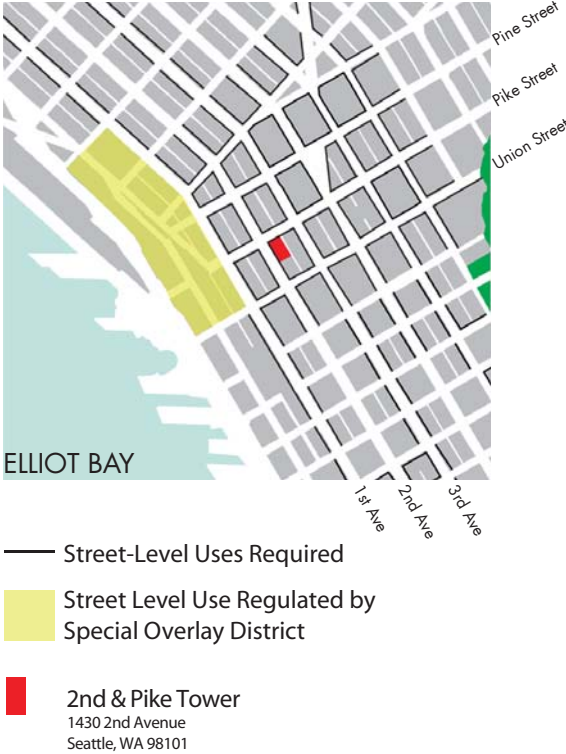 Pine Street
Pike Street
Union Street
ELLIOT BAY
1st Ave
2nd Ave
3rd Ave
Street-Level Uses Required
Street Level Use Regulated by
Special Overlay District
2nd & Pike Tower
1430 2nd Avenue
Seattle, WA 98101